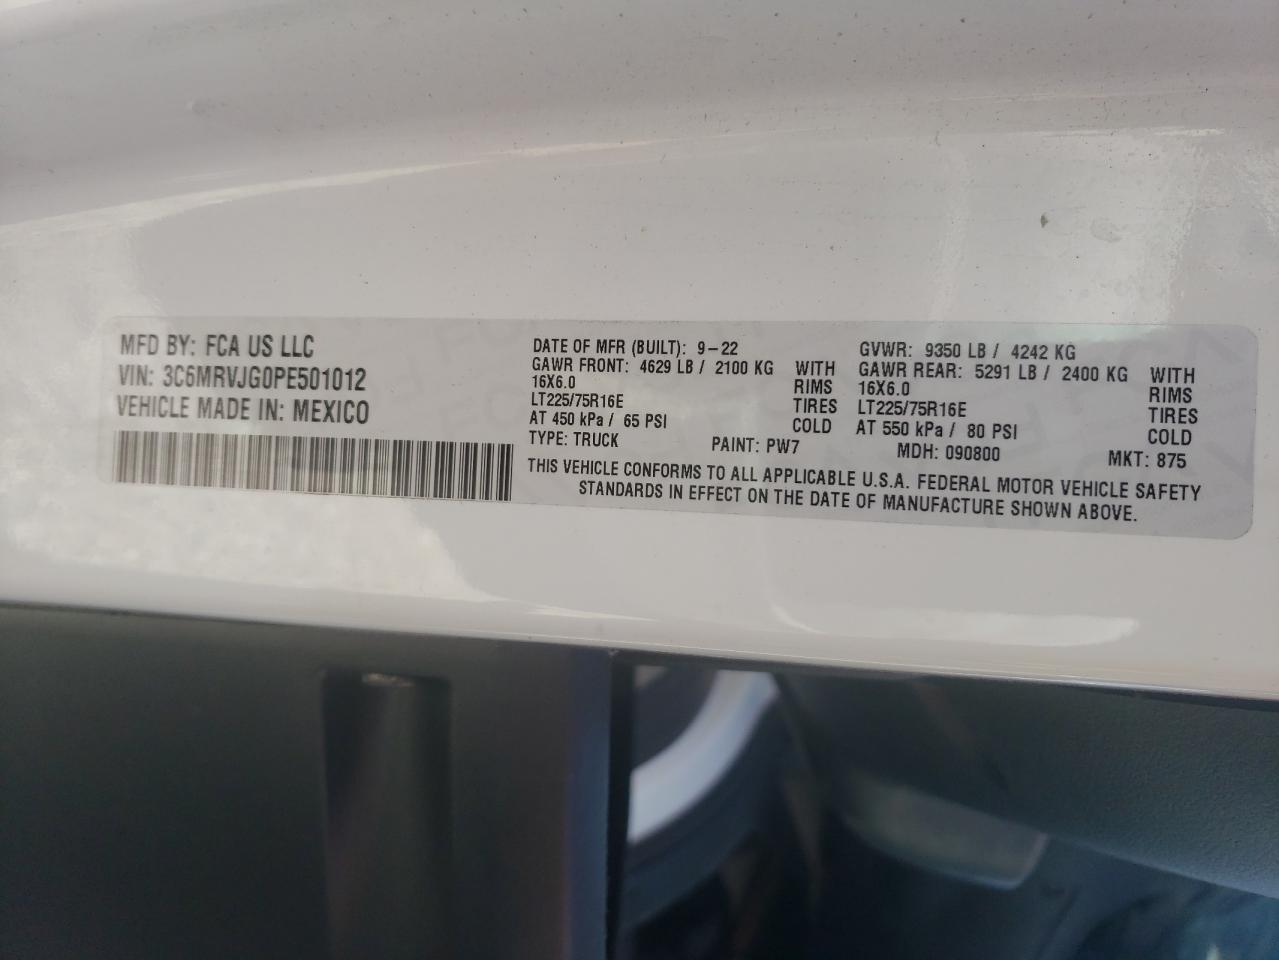 MFD BY: FCA US LLC
VIN: 3C6MRVJG0PE501012
VEHICLE MADE IN: MEXICO
DATE OF MFR (BUILT): 9-22
GAWR FRONT: 4629 LB / 2100 KG WITH
16X6.0 RIMS
LT225/75R16E TIRES
AT 450 kPa / 65 PSI COLD
TYPE: TRUCK PAINT: PW7
GVWR: 9350 LB / 4242 KG
GAWR REAR: 5291 LB / 2400 KG WITH
16X6.0 RIMS
LT225/75R16E TIRES
AT 550 kPa / 80 PSI COLD
MDH: 090800 MKT: 875
THIS VEHICLE CONFORMS TO ALL APPLICABLE U.S.A. FEDERAL MOTOR VEHICLE SAFETY
STANDARDS IN EFFECT ON THE DATE OF MANUFACTURE SHOWN ABOVE.